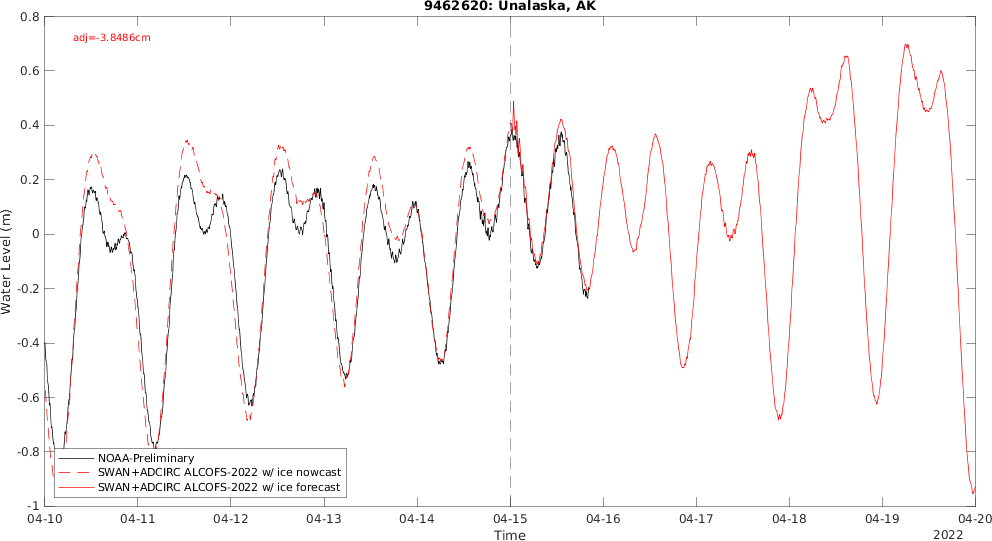 9462620: Unalaska, AK
adj=-3.8486cm
0.8
0.6
0.4
0.2
0
-0.2
-0.4
-0.6
-0.8
-1
Water Level (m)
NOAA-Preliminary
SWAN+ADCIRC ALCOFS-2022 w/ ice nowcast
SWAN+ADCIRC ALCOFS-2022 w/ ice forecast
04-10 04-11 04-12 04-13 04-14 04-15 04-16 04-17 04-18 04-19 04-20
Time
2022